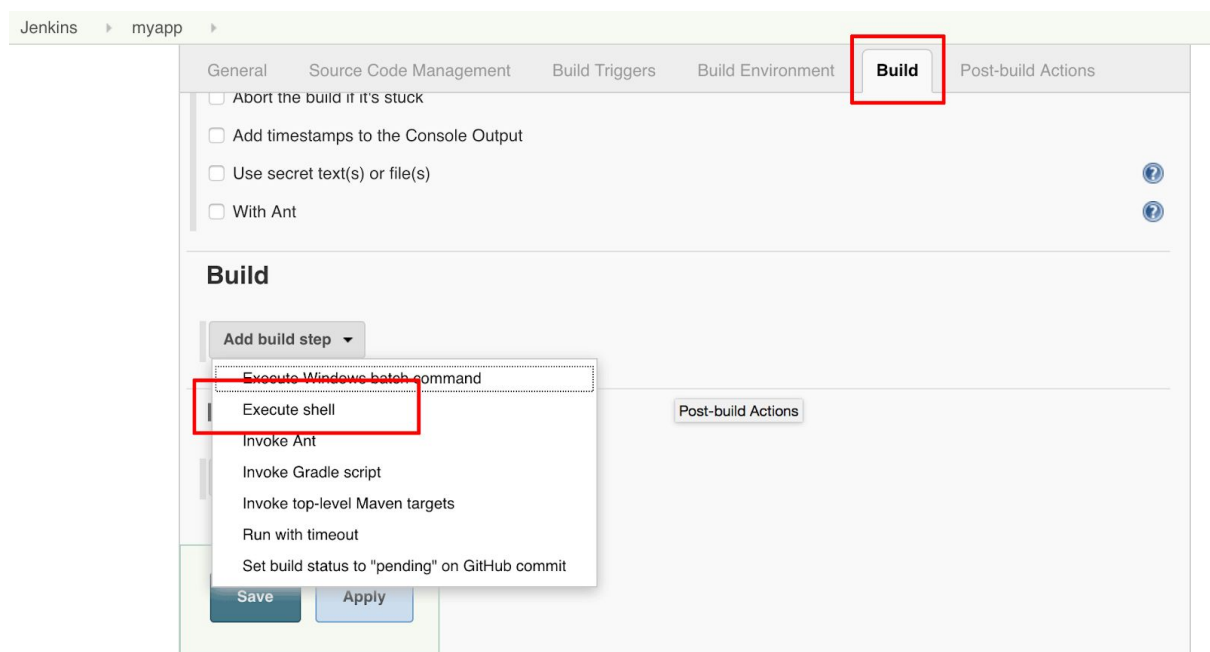 Jenkins myapp
General Source Code Management Build Triggers Build Environment Build Post-build Actions
Abort the build if it's stuck
Add timestamps to the Console Output
Use secret text(s) or file(s)
With Ant
Build
Add build step
Execute Windows batch command
Execute shell
Post-build Actions
Invoke Ant
Invoke Gradle script
Invoke top-level Maven targets
Run with timeout
Set build status to "pending" on GitHub commit
Save Apply